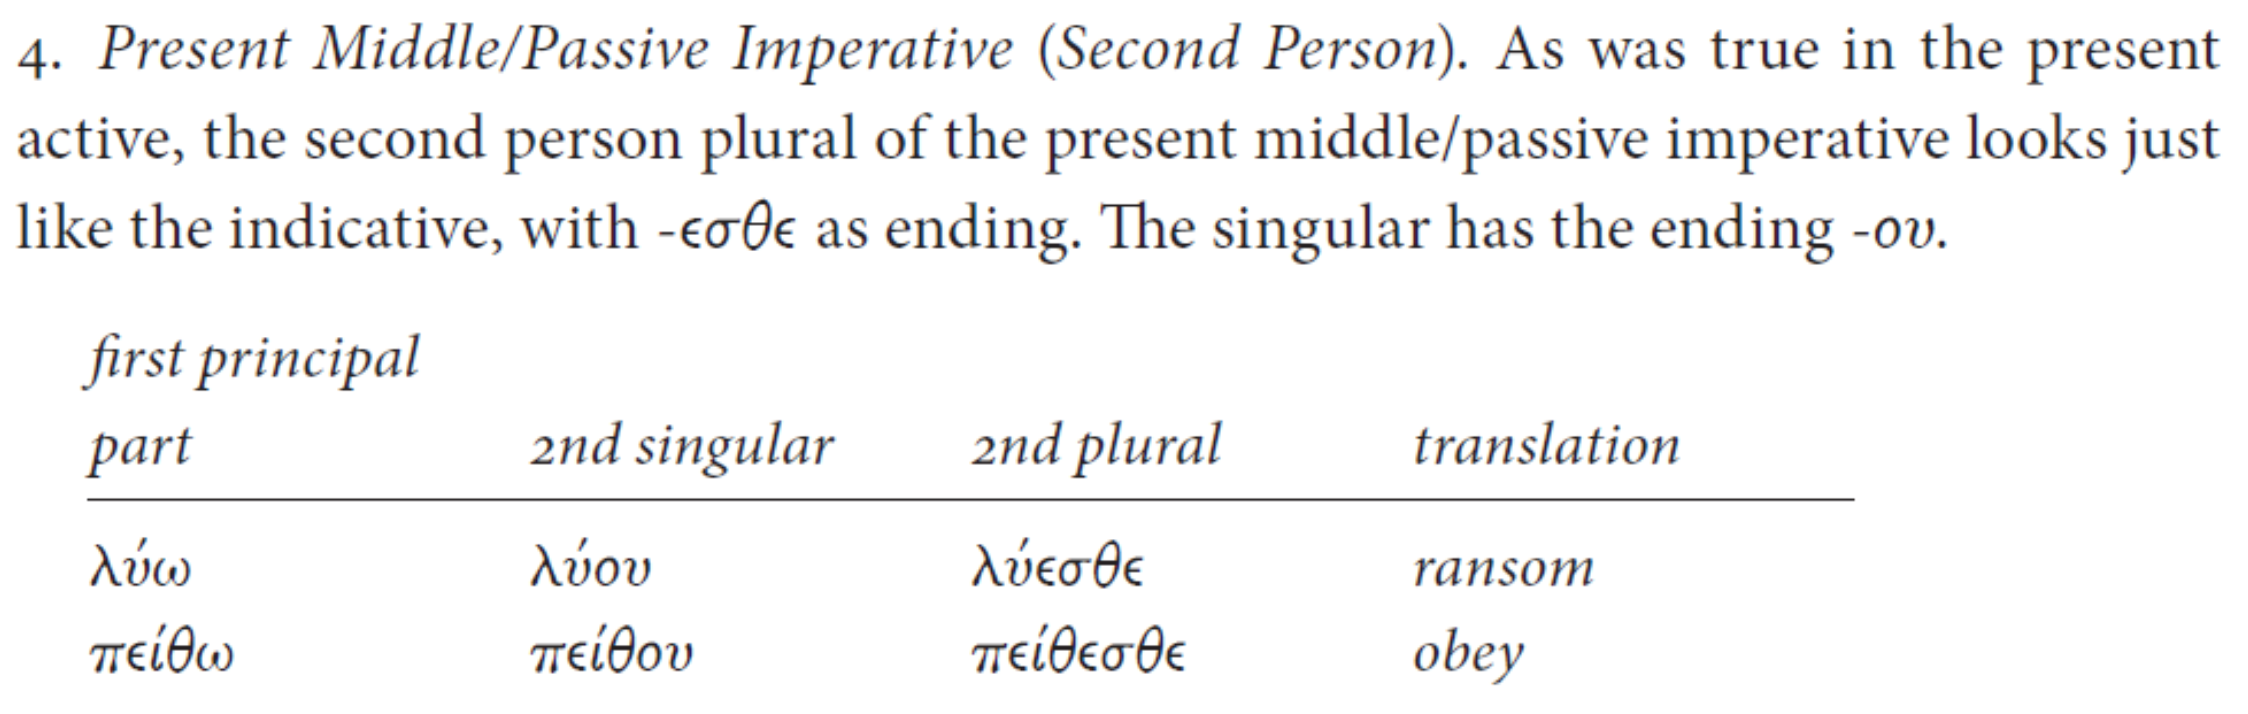 4. Present Middle/Passive Imperative (Second Person). As was true in the present
active, the second person plural of the present middle/passive imperative looks just
like the indicative, with -εσθε as ending. The singular has the ending -ου.
first principal
part 2nd singular 2nd plural translation
λύω λύου λύεσθε ransom
πείθω πείθου πείθεσθε obey